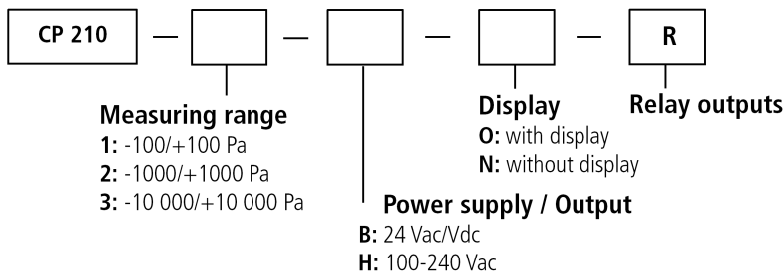 CP 210 — — — — R
Measuring range
1: -100/+100 Pa
2: -1000/+1000 Pa
3: -10 000/+10 000 Pa
Display
O: with display
N: without display
Relay outputs
Power supply / Output
B: 24 Vac/Vdc
H: 100-240 Vac